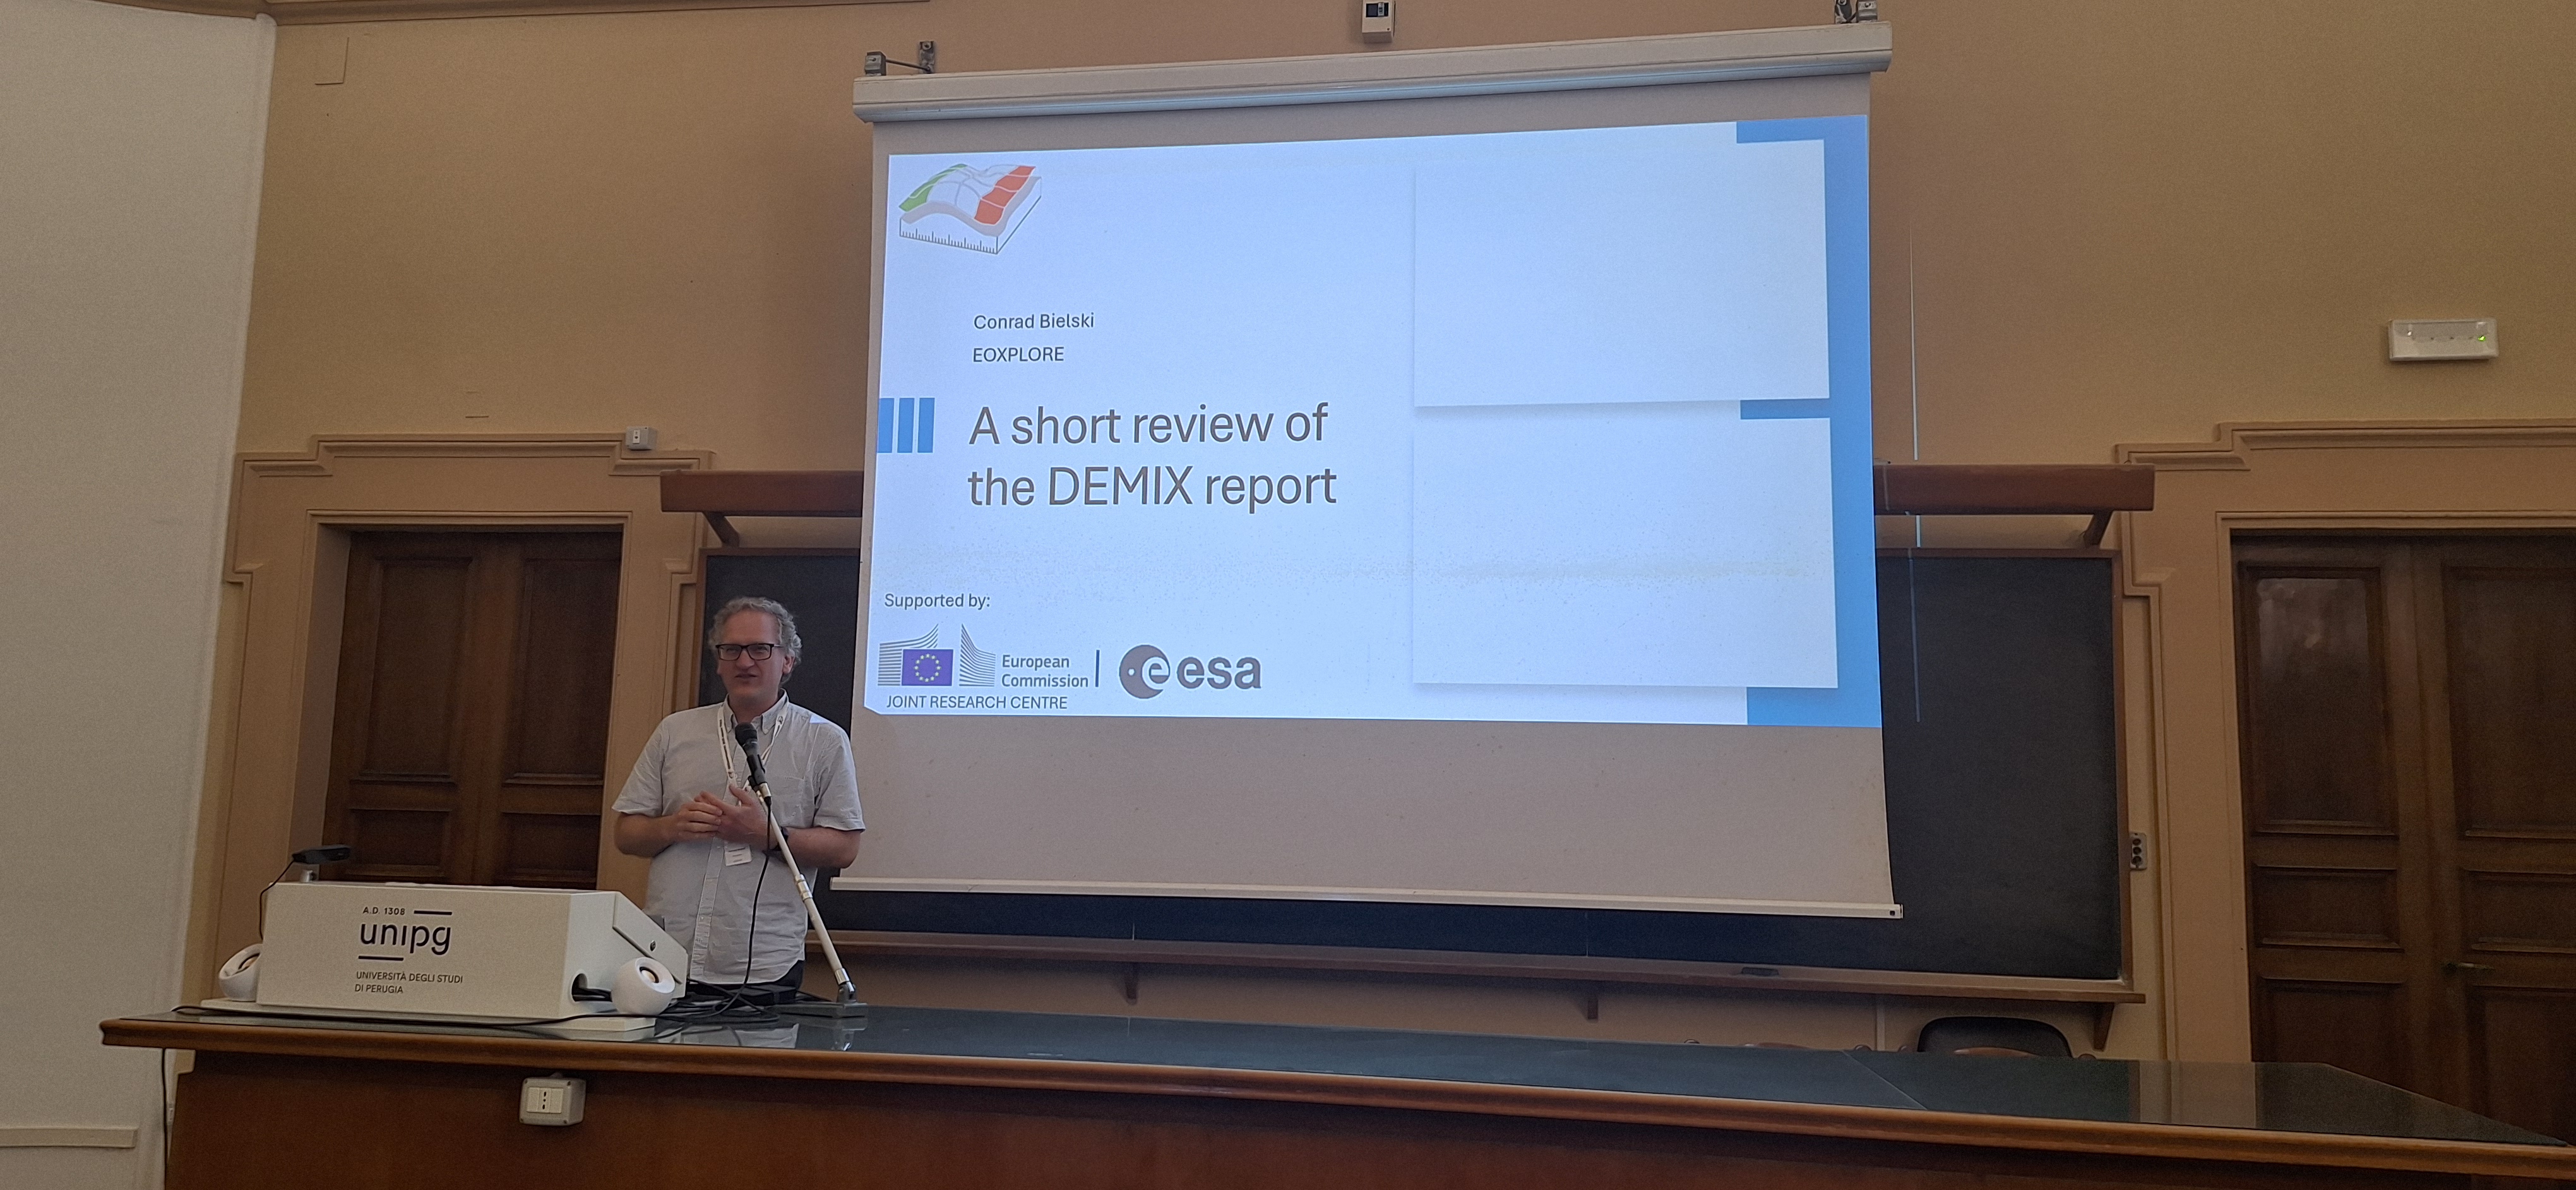 Conrad Bielski
EOXPLORE
A short review of
the DEMIX report
Supported by:
European
Commission
JOINT RESEARCH CENTRE
esa
A.D. 1308
unipg
UNIVERSITÀ DEGLI STUDI
DI PERUGIA